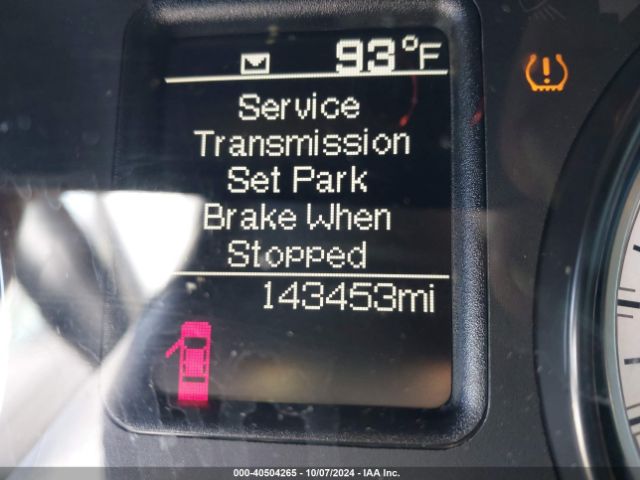 93°F
Service
Transmission
Set Park
Brake When
Stopped
143453mi
000-40504265 - 10/07/2024 - IAA Inc.